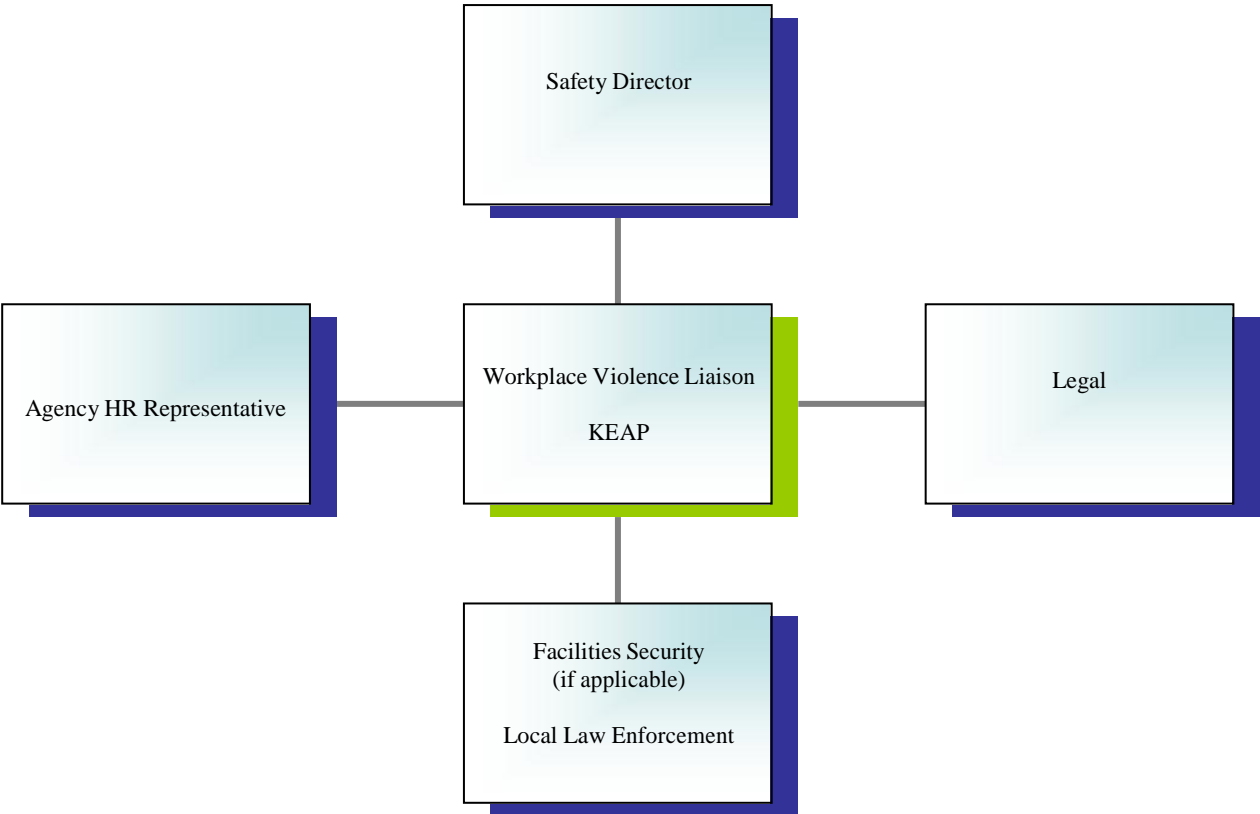 Safety Director
Agency HR Representative
Workplace Violence Liaison
KEAP
Legal
Facilities Security
(if applicable)
Local Law Enforcement